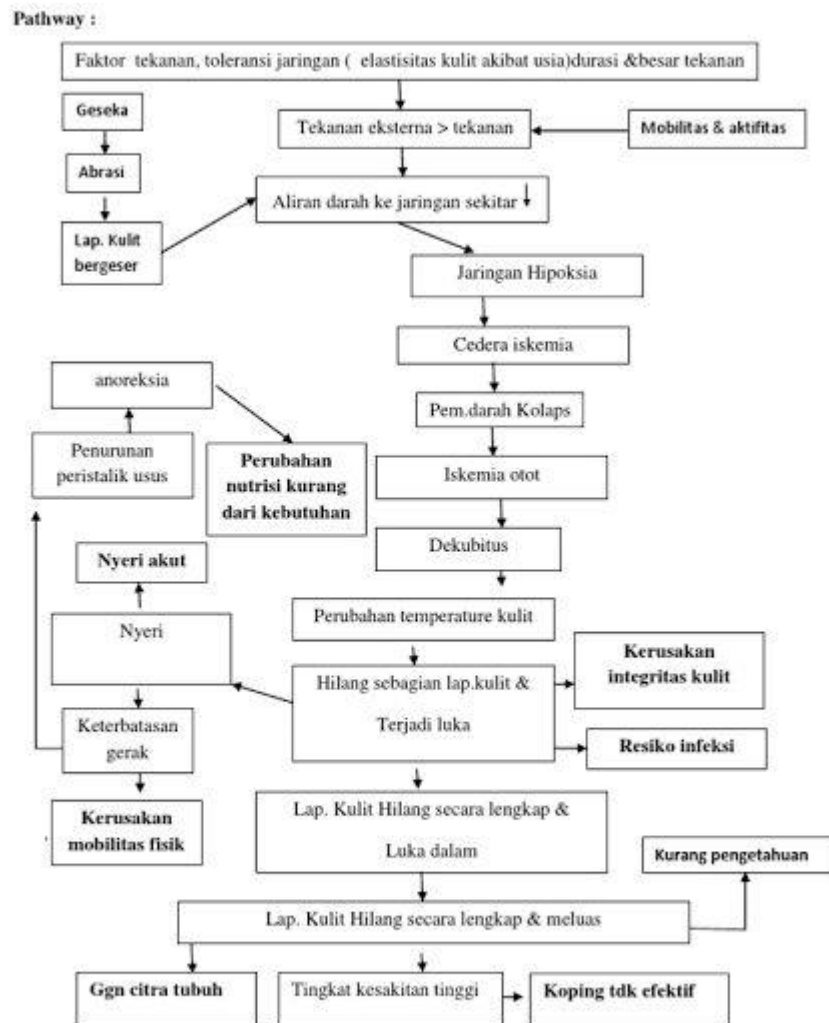 Pathway :
Faktor tekanan, toleransi jaringan ( elastisitas kulit akibat usia)durasi &besar tekanan
Geseka
Tekanan eksterna > tekanan
Mobilitas & aktifitas
Abrasi
Aliran darah ke jaringan sekitar
Lap. Kulit
bergeser
Jaringan Hipoksia
Cedera iskemia
anoreksia
Pem.darah Kolaps
Penurunan
peristalik usus
Perubahan
nutrisi kurang
dari kebutuhan
Iskemia otot
Dekubitus
Nyeri akut
Perubahan temperature kulit
Nyeri
Kerusakan
integritas kulit
Hilang sebagian lap.kulit &
Terjadi luka
Keterbatasan
gerak
Resiko infeksi
Kerusakan
mobilitas fisik
Lap. Kulit Hilang secara lengkap &
Luka dalam
Kurang pengetahuan
Lap. Kulit Hilang secara lengkap & meluas
Ggn citra tubuh
Tingkat kesakitan tinggi
Koping tdk efektif